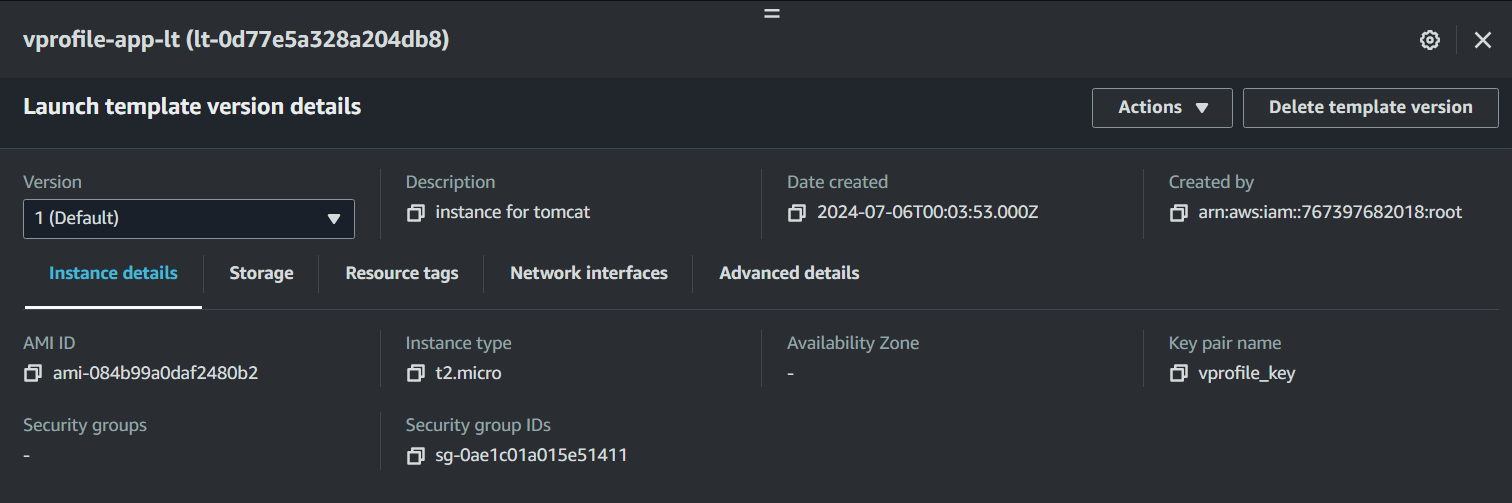 vprofile-app-lt (lt-0d77e5a328a204db8)
Launch template version details
Actions
Delete template version
Version
1 (Default)
Description
instance for tomcat
Date created
2024-07-06T00:03:53.000Z
Created by
arn:aws:iam::767397682018:root
Instance details
Storage
Resource tags
Network interfaces
Advanced details
AMI ID
ami-084b99a0daf2480b2
Instance type
t2.micro
Availability Zone
-
Key pair name
vprofile_key
Security groups
-
Security group IDs
sg-0ae1c01a015e51411